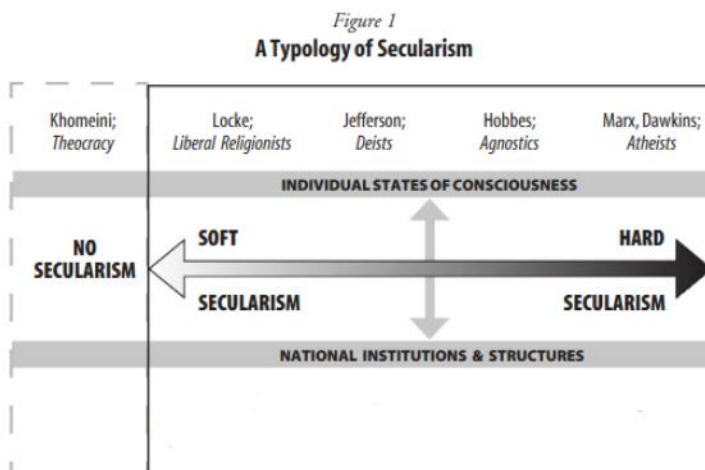 Figure 1
A Typology of Secularism
Khomeini;
Theocracy
Locke;
Liberal Religionists
Jefferson;
Deists
Hobbes;
Agnostics
Marx, Dawkins;
Atheists
INDIVIDUAL STATES OF CONSCIOUSNESS
NO
SECULARISM
SOFT
SECULARISM
HARD
SECULARISM
NATIONAL INSTITUTIONS & STRUCTURES